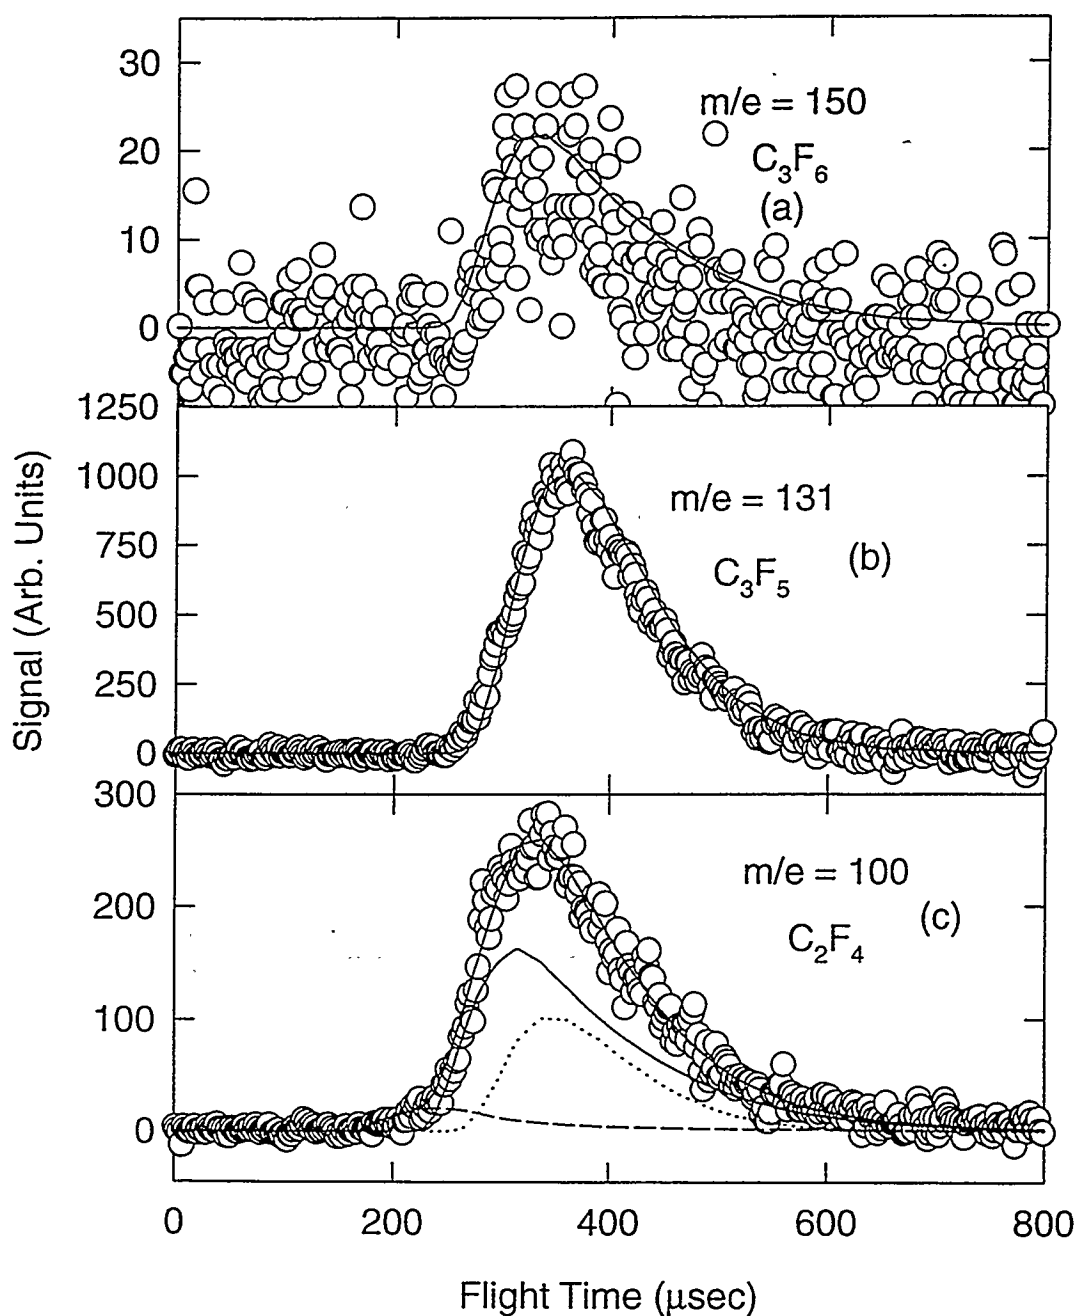 30
20
10
0
m/e = 150
C₃F₆
(a)
1250
1000
750
500
250
0
m/e = 131
C₃F₅
(b)
300
200
100
0
m/e = 100
C₂F₄
(c)
0 200 400 600 800
Signal (Arb. Units)
Flight Time (μsec)